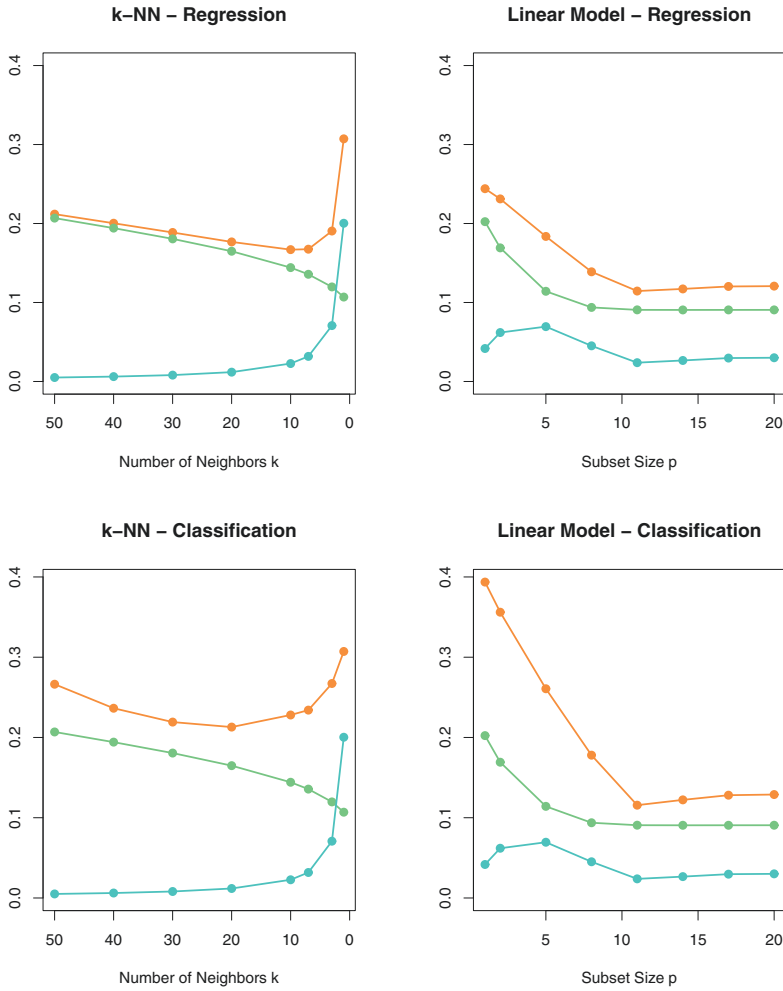 k−NN − Regression
0.0 0.1 0.2 0.3 0.4
50 40 30 20 10 0
Number of Neighbors k
Linear Model − Regression
0.0 0.1 0.2 0.3 0.4
5 10 15 20
Subset Size p
k−NN − Classification
0.0 0.1 0.2 0.3 0.4
50 40 30 20 10 0
Number of Neighbors k
Linear Model − Classification
0.0 0.1 0.2 0.3 0.4
5 10 15 20
Subset Size p